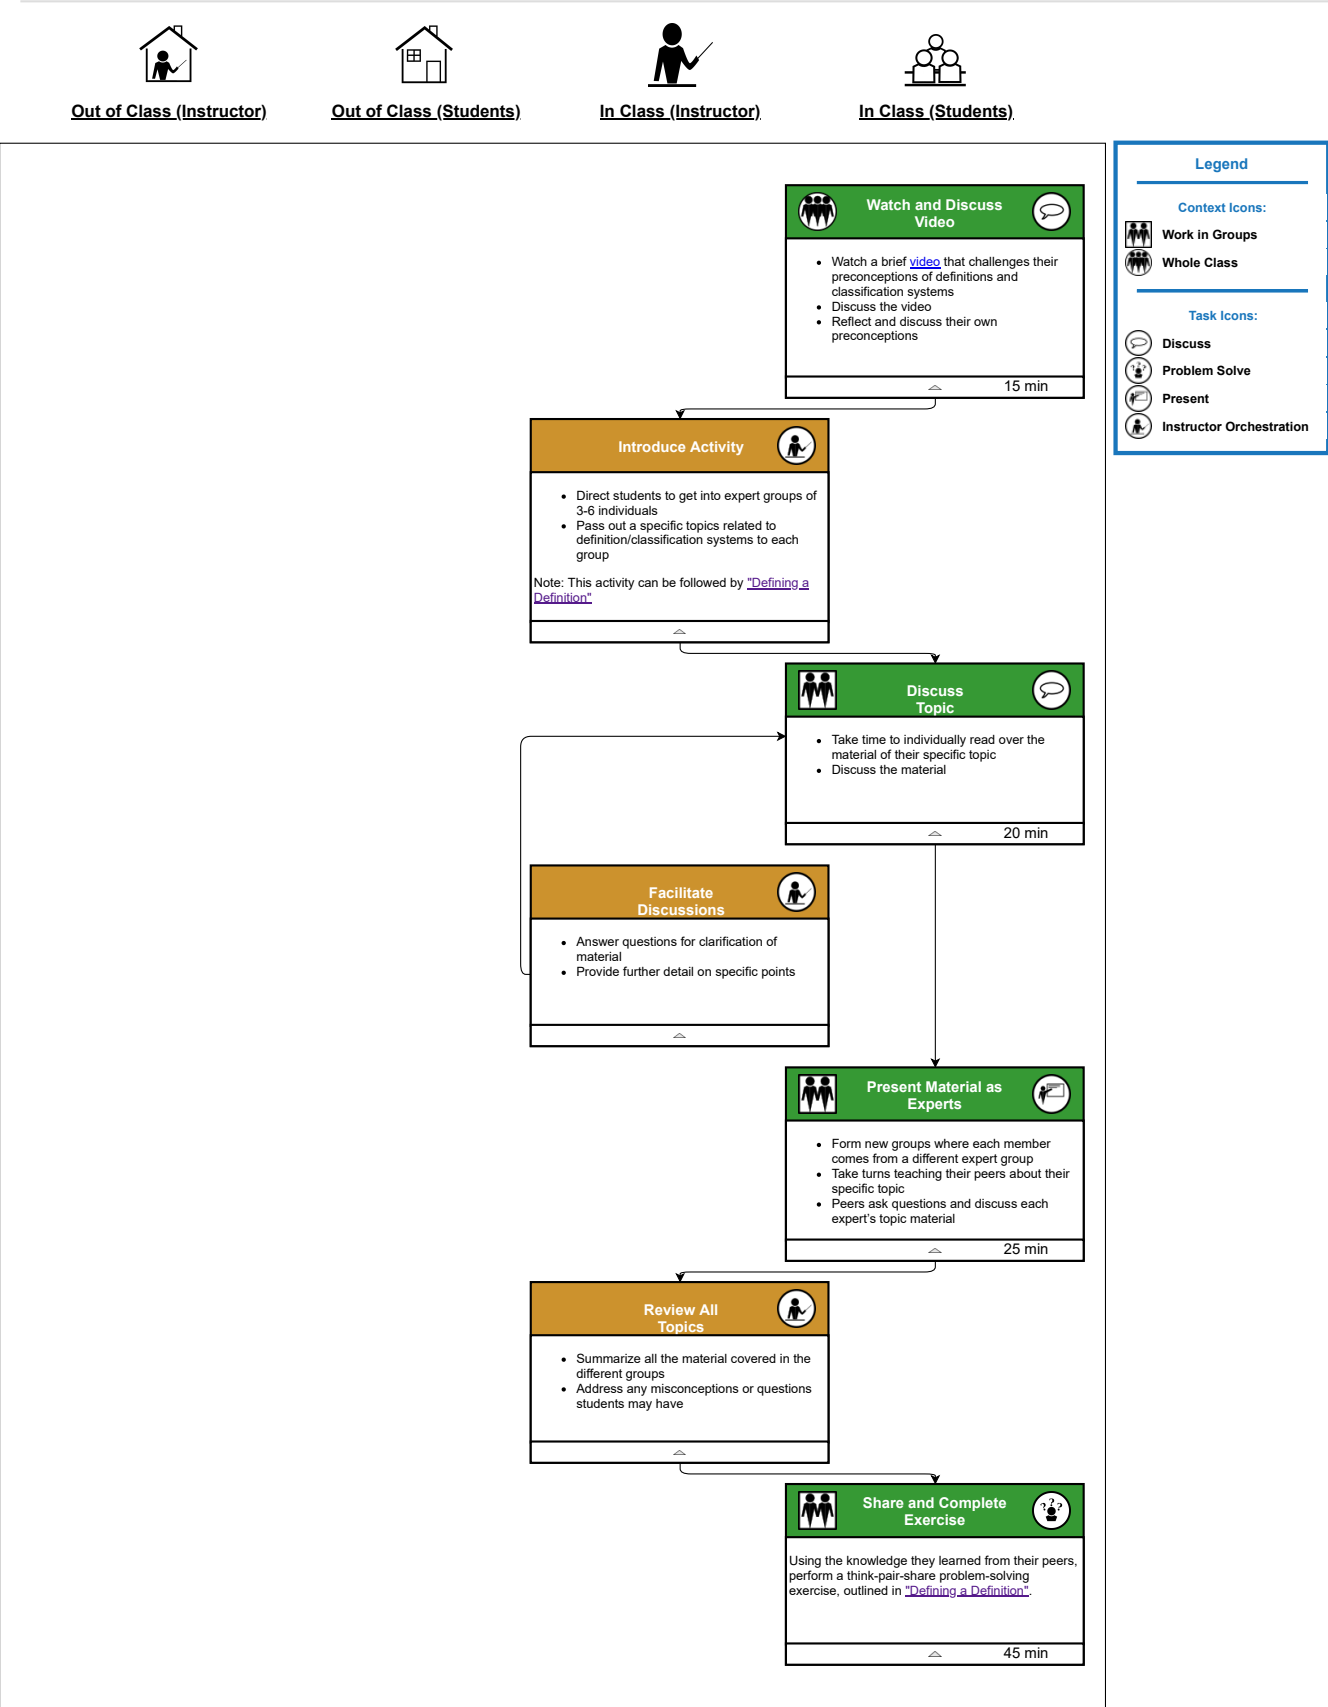 Out of Class (Instructor)
Out of Class (Students)
In Class (Instructor)
In Class (Students)
Legend
Context Icons:
Work in Groups
Whole Class
Task Icons:
Discuss
Problem Solve
Present
Instructor Orchestration
Watch and Discuss
Video
Watch a brief video that challenges their
preconceptions of definitions and
classification systems
Discuss the video
Reflect and discuss their own
preconceptions
15 min
Introduce Activity
Direct students to get into expert groups of
3-6 individuals
Pass out a specific topics related to
definition/classification systems to each
group
Note: This activity can be followed by "Defining a
Definition"
Discuss
Topic
Take time to individually read over the
material of their specific topic
Discuss the material
20 min
Facilitate
Discussions
Answer questions for clarification of
material
Provide further detail on specific points
Present Material as
Experts
Form new groups where each member
comes from a different expert group
Take turns teaching their peers about their
specific topic
Peers ask questions and discuss each
expert's topic material
25 min
Review All
Topics
Summarize all the material covered in the
different groups
Address any misconceptions or questions
students may have
Share and Complete
Exercise
???
Using the knowledge they learned from their peers,
perform a think-pair-share problem-solving
exercise, outlined in "Defining a Definition".
45 min